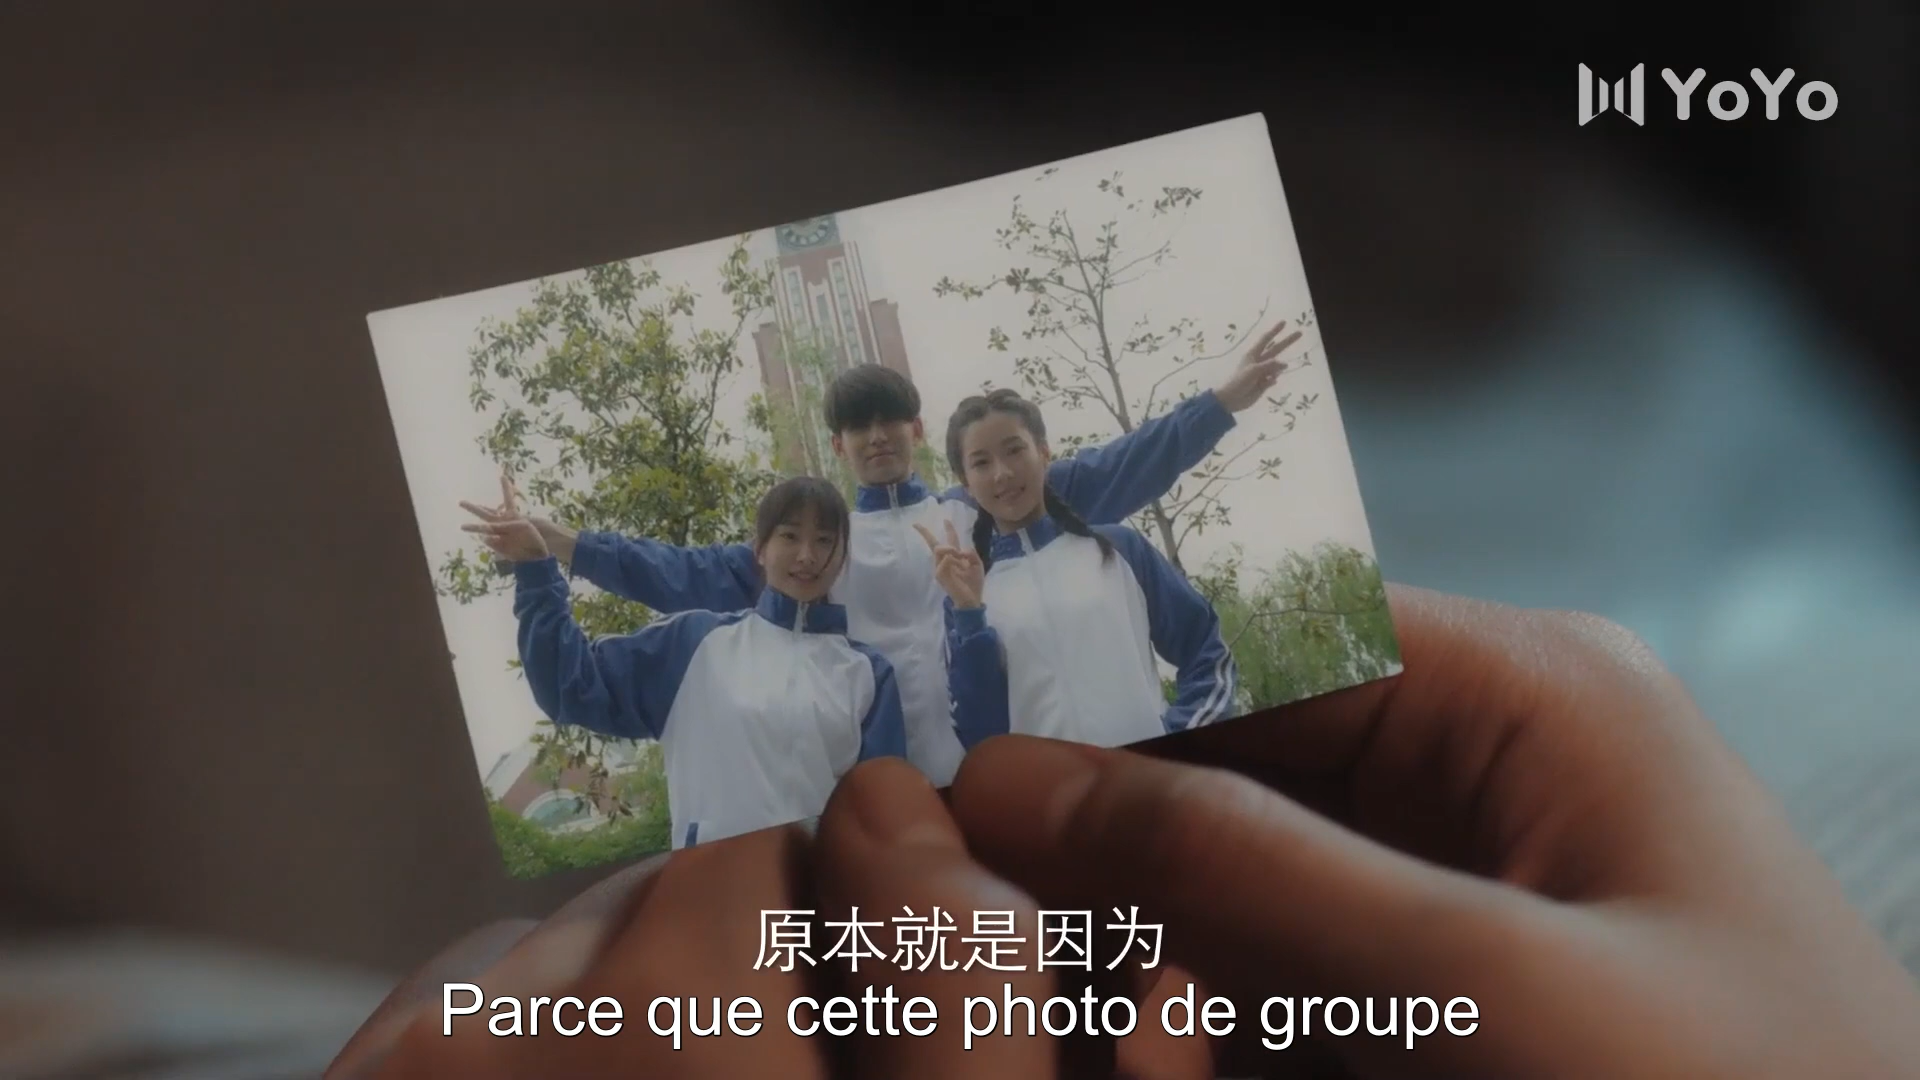 YoYo
原本就是因为
Parce que cette photo de groupe